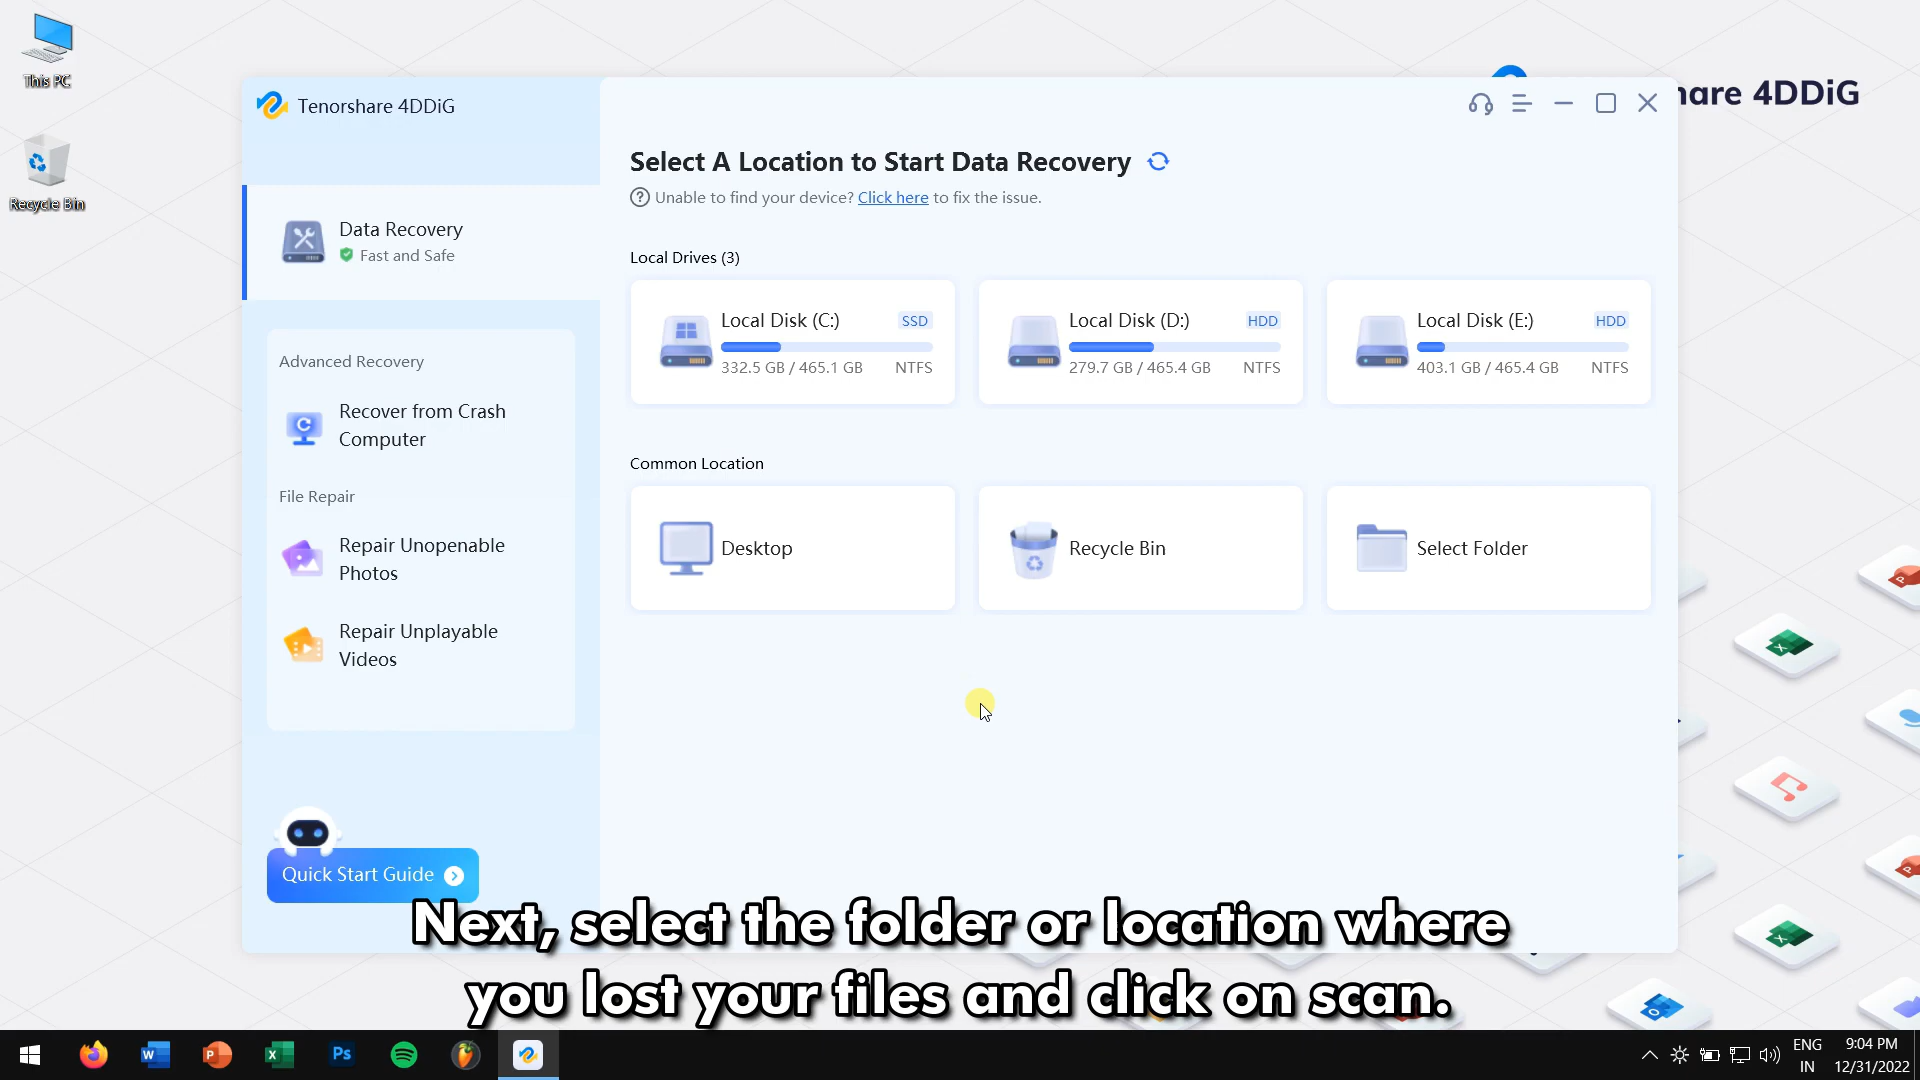 This PC
Recycle Bin
hare 4DDiG
Tenorshare 4DDiG
Select A Location to Start Data Recovery
Unable to find your device? Click here to fix the issue.
Data Recovery
Fast and Safe
Local Drives (3)
Local Disk (C:) SSD
332.5 GB / 465.1 GB NTFS
Local Disk (D:) HDD
279.7 GB / 465.4 GB NTFS
Local Disk (E:) HDD
403.1 GB / 465.4 GB NTFS
Advanced Recovery
Recover from Crash
Computer
File Repair
Repair Unopenable
Photos
Repair Unplayable
Videos
Common Location
Desktop
Recycle Bin
Select Folder
Quick Start Guide
Next, select the folder or location where
you lost your files and click on scan.
ENG
IN
9:04 PM
12/31/2022